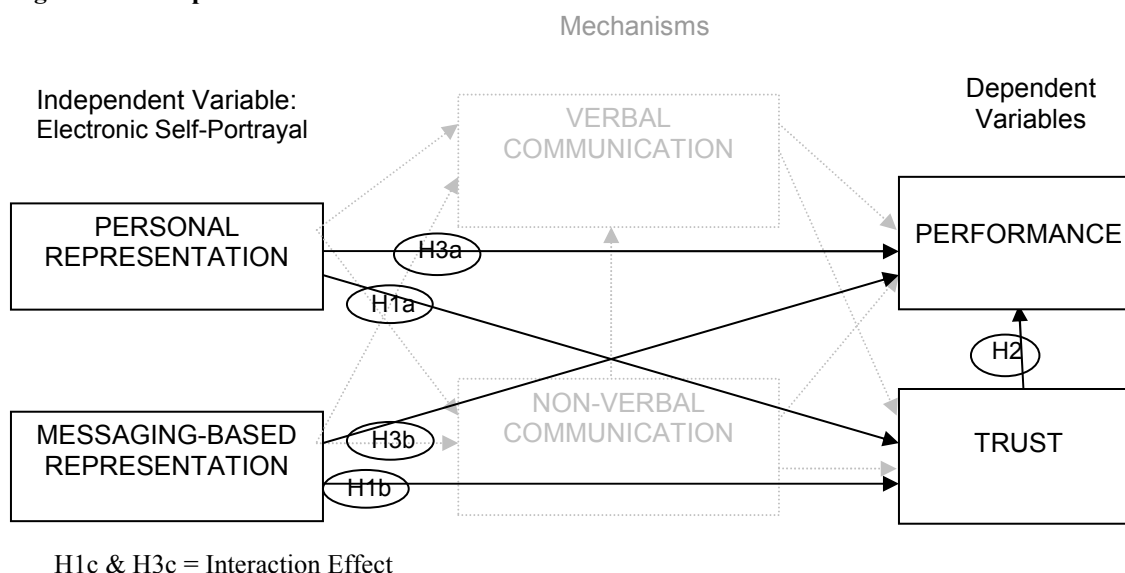 Mechanisms
Independent Variable:
Electronic Self-Portrayal
Dependent
Variables
VERBAL
COMMUNICATION
PERSONAL
REPRESENTATION
PERFORMANCE
H3a
H1a
H2
NON-VERBAL
COMMUNICATION
MESSAGING-BASED
REPRESENTATION
TRUST
H3b
H1b
H1c & H3c = Interaction Effect